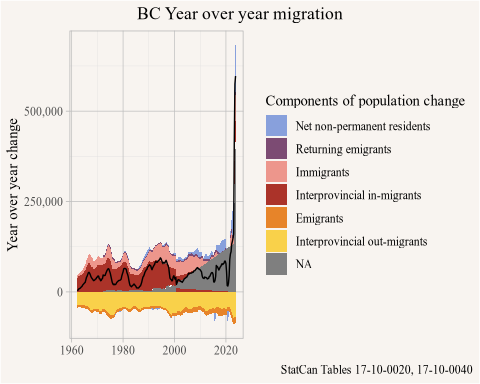 BC Year over year migration
Year over year change
500,000
250,000
0
1960 1980 2000 2020
Components of population change
Net non-permanent residents
Returning emigrants
Immigrants
Interprovincial in-migrants
Emigrants
Interprovincial out-migrants
NA
StatCan Tables 17-10-0020, 17-10-0040